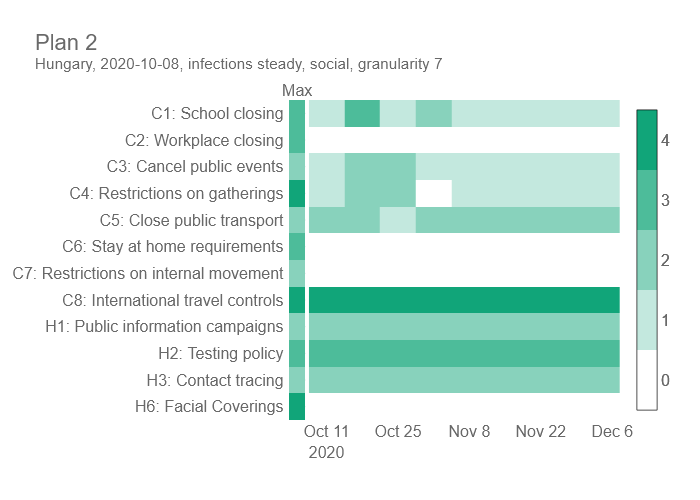 Plan 2
Hungary, 2020-10-08, infections steady, social, granularity 7
Max
C1: School closing
C2: Workplace closing
C3: Cancel public events
C4: Restrictions on gatherings
C5: Close public transport
C6: Stay at home requirements
C7: Restrictions on internal movement
C8: International travel controls
H1: Public information campaigns
H2: Testing policy
H3: Contact tracing
H6: Facial Coverings
Oct 11 Oct 25 Nov 8 Nov 22 Dec 6
2020
4
3
2
1
0